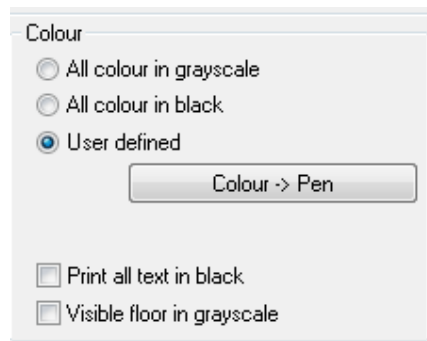 Colour
All colour in grayscale
All colour in black
User defined
Colour -> Pen
Print all text in black
Visible floor in grayscale